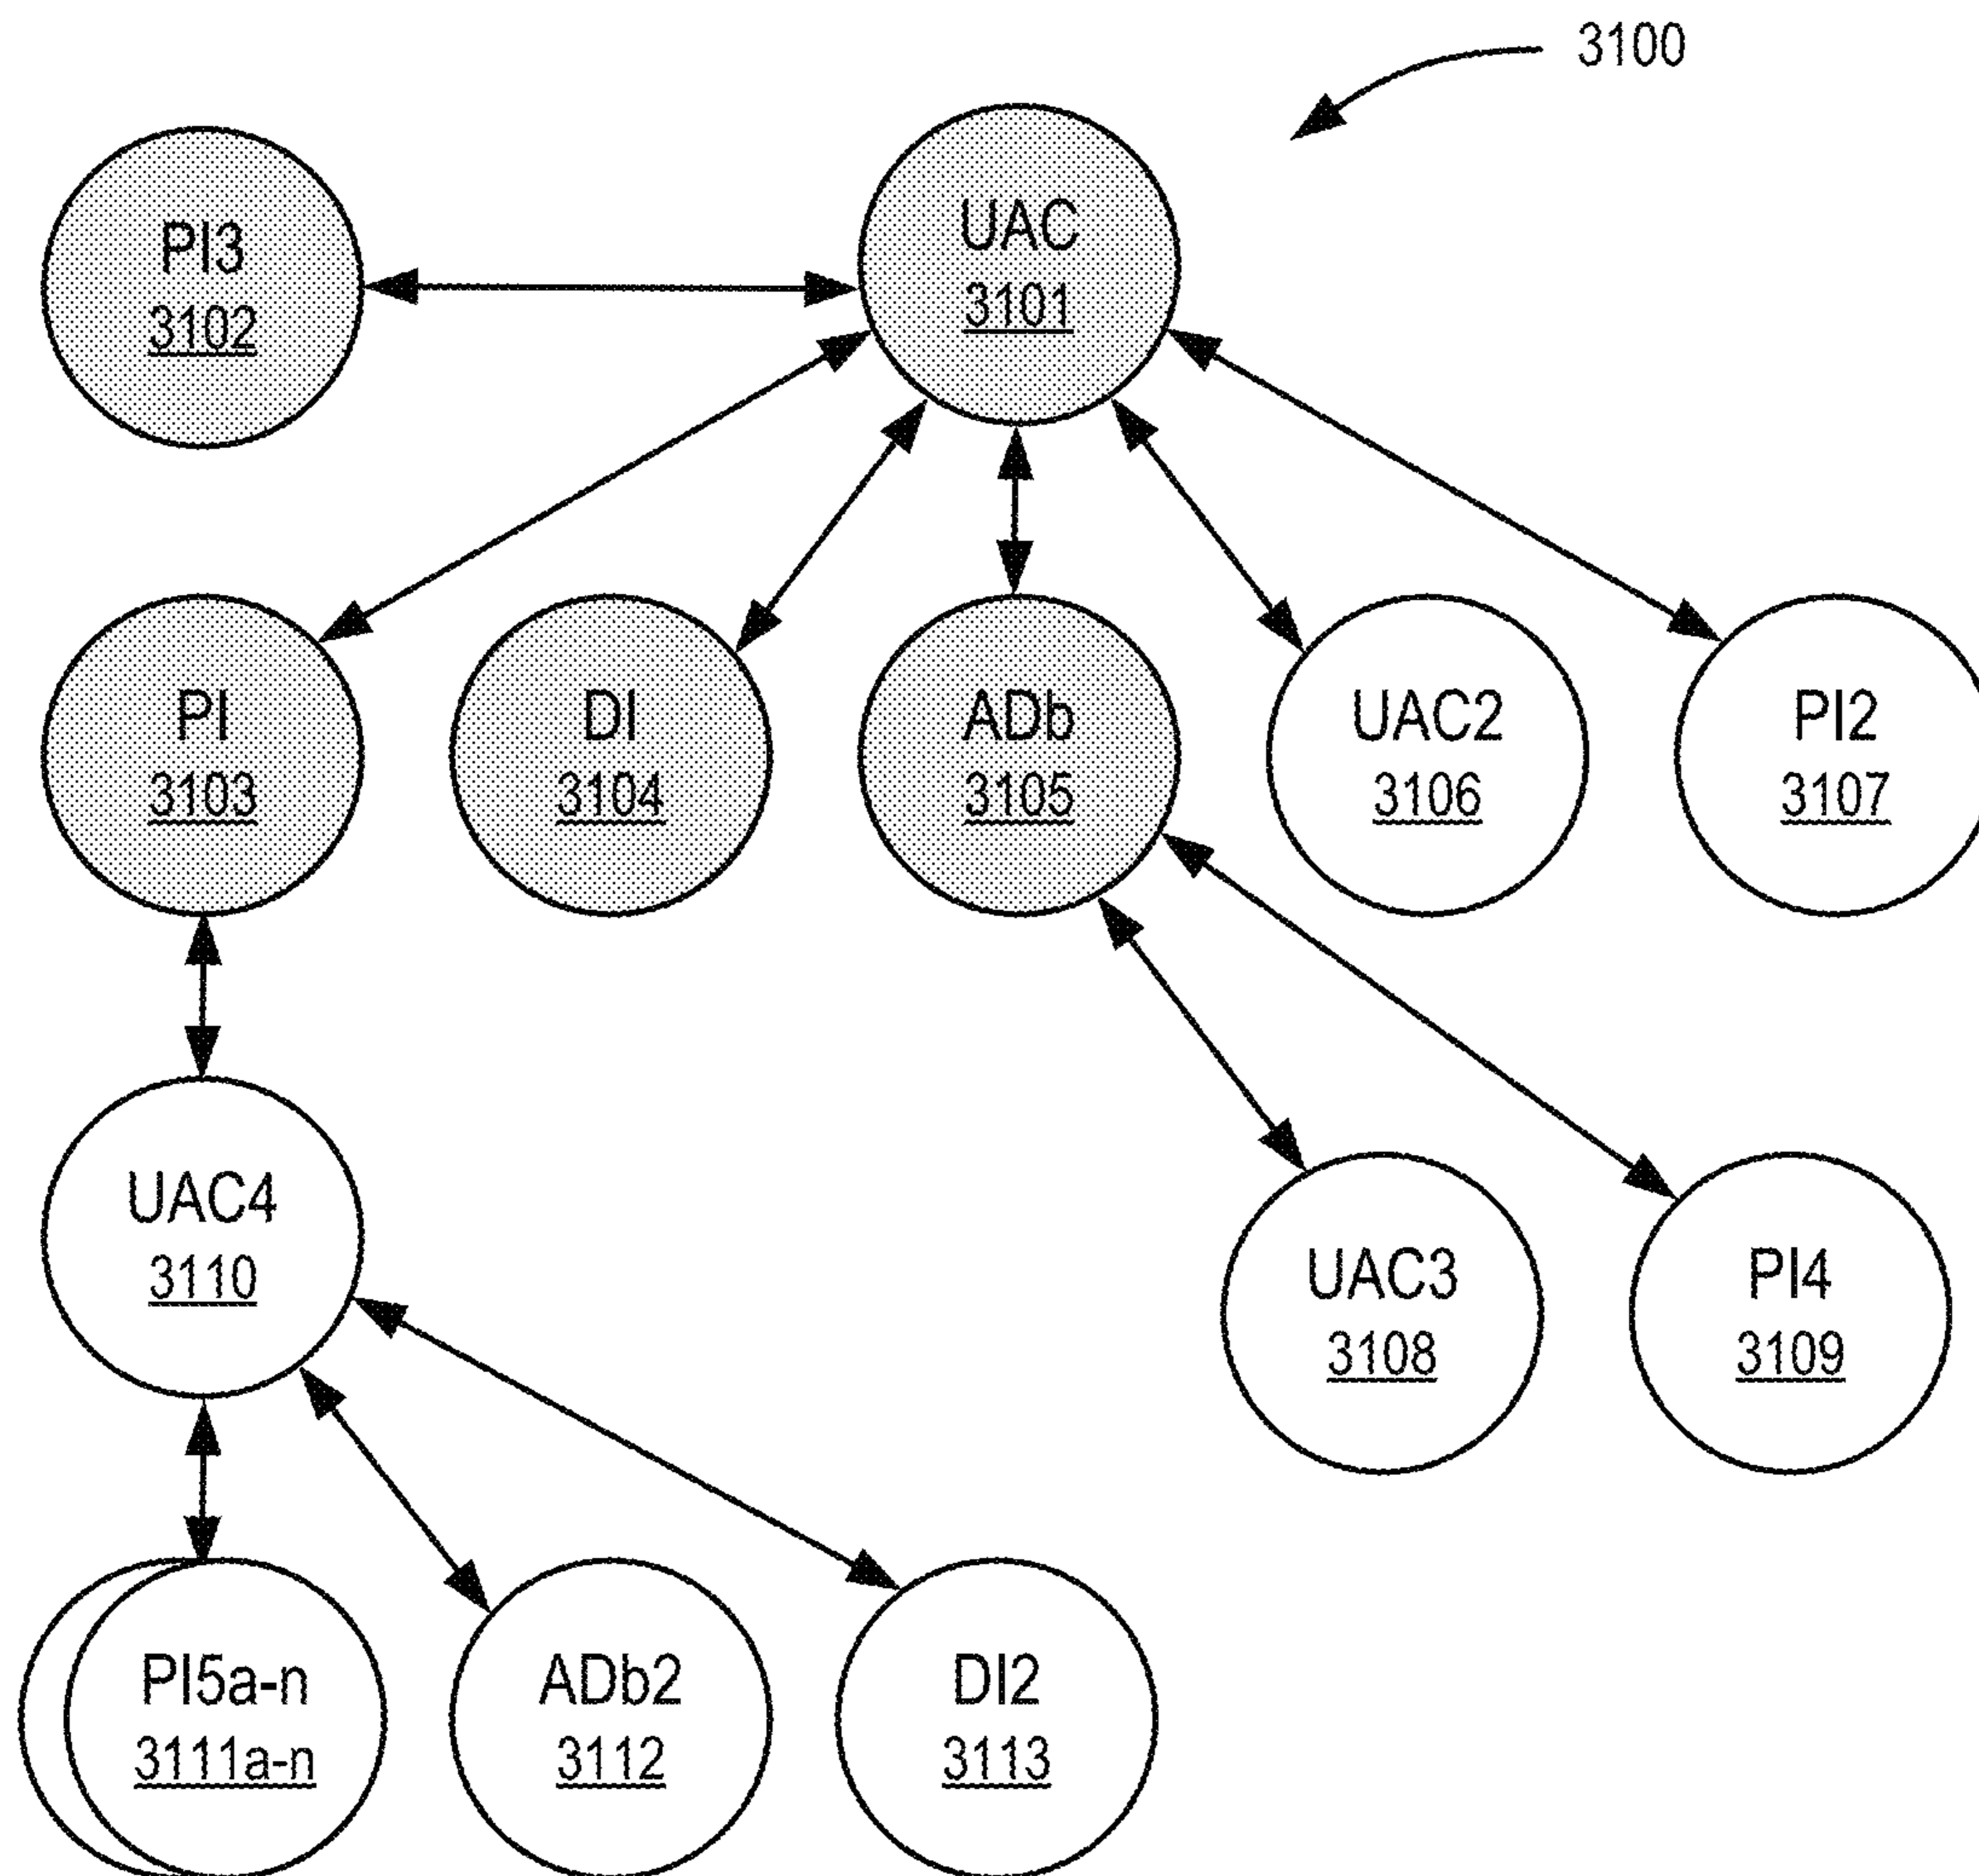 3100
PI3
3102
UAC
3101
PI
3103
DI
3104
ADb
3105
UAC2
3106
PI2
3107
UAC4
3110
UAC3
3108
PI4
3109
PI5a-n
3111a-n
ADb2
3112
DI2
3113